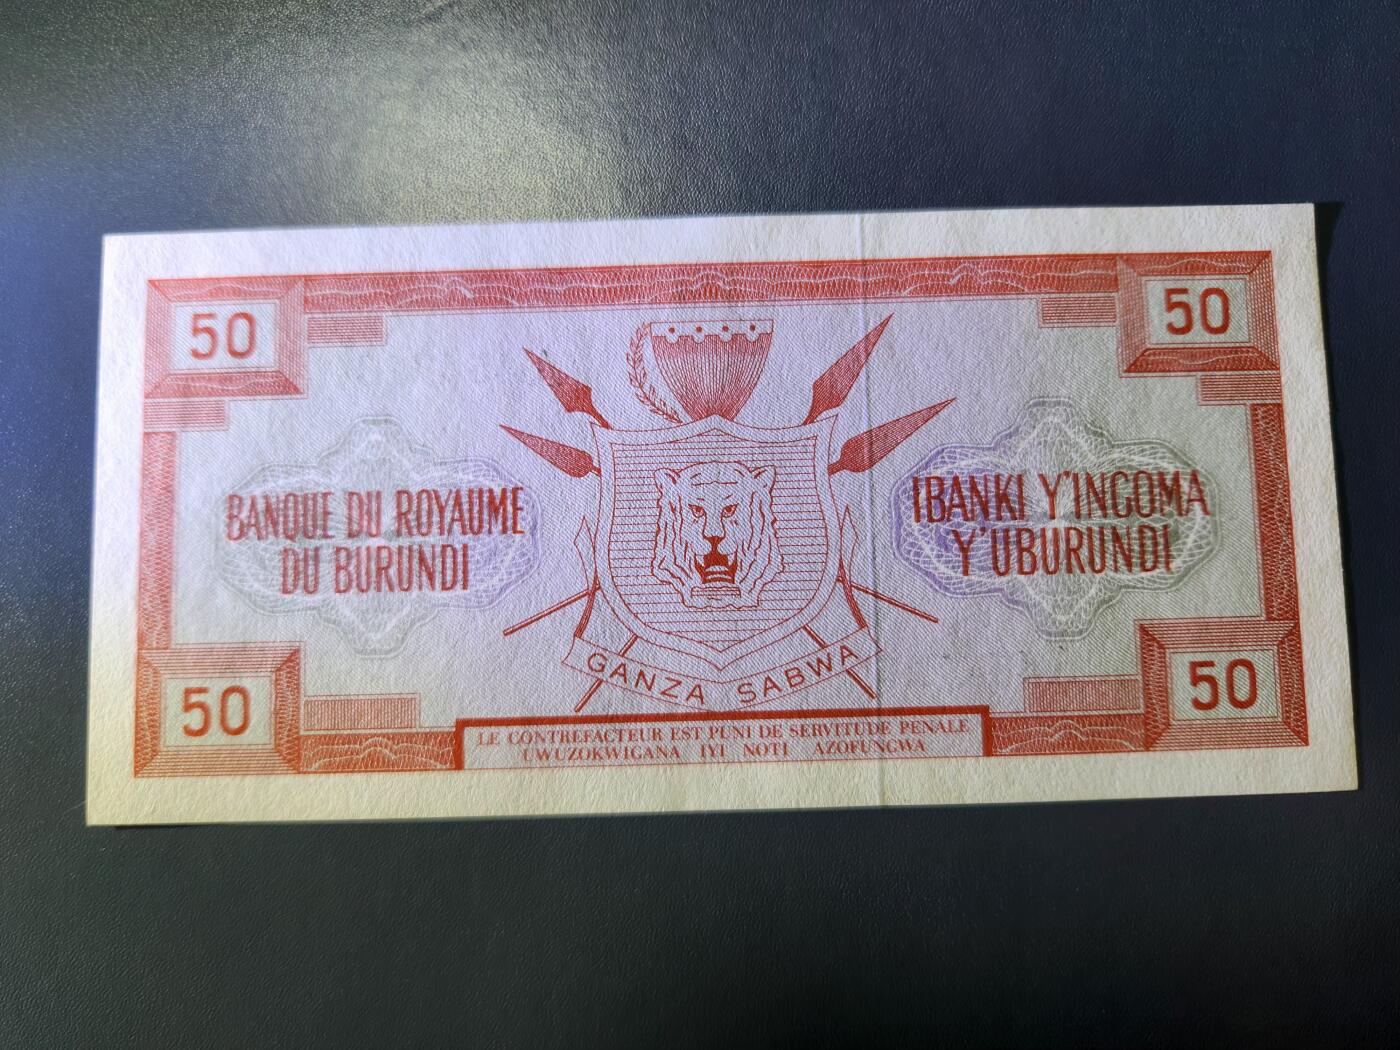 50
50
BANQUE DU ROYAUME
DU BURUNDI
IBANKI Y'INGOMA
Y'UBURUNDI
GANZA SABWA
50
50
LE CONTREFACTEUR EST PUNI DE SERVITUDE PENALE
UWUZOKWIGANA IYI NOTI AZOFUNGWA